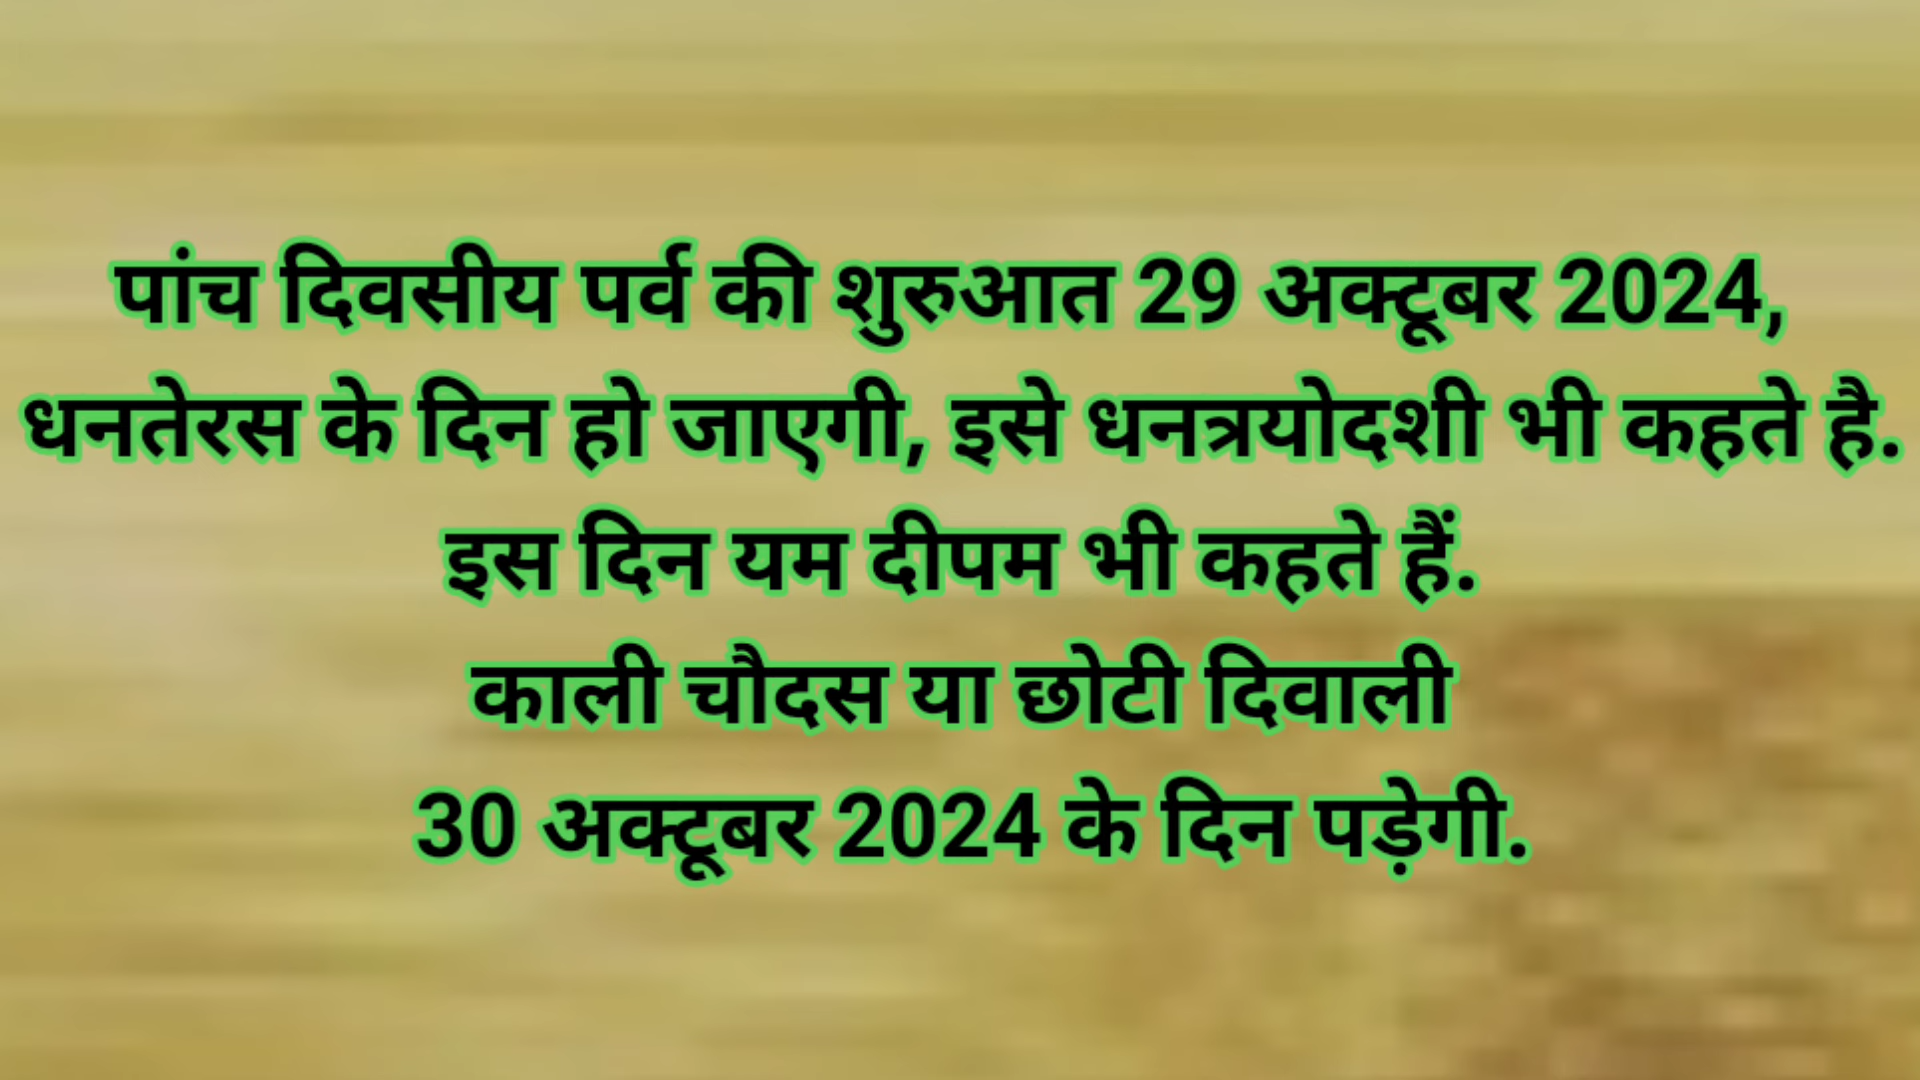 पांच दिवसीय पर्व की शुरुआत 29 अक्टूबर 2024,
धनतेरस के दिन हो जाएगी, इसे धनत्रयोदशी भी कहते है.
इस दिन यम दीपम भी कहते हैं.
काली चौदस या छोटी दिवाली
30 अक्टूबर 2024 के दिन पड़ेगी.